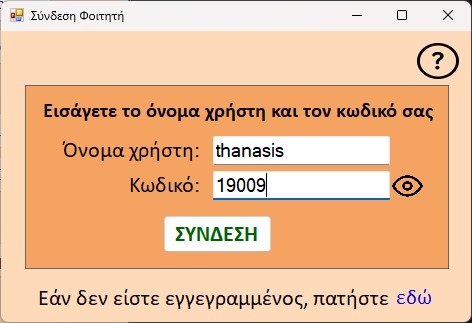 Σύνδεση Φοιτητή
?
Εισάγετε το όνομα χρήστη και τον κωδικό σας
Όνομα χρήστη: thanasis
Κωδικό: 19009
ΣΥΝΔΕΣΗ
Εάν δεν είστε εγγεγραμμένος, πατήστε εδώ